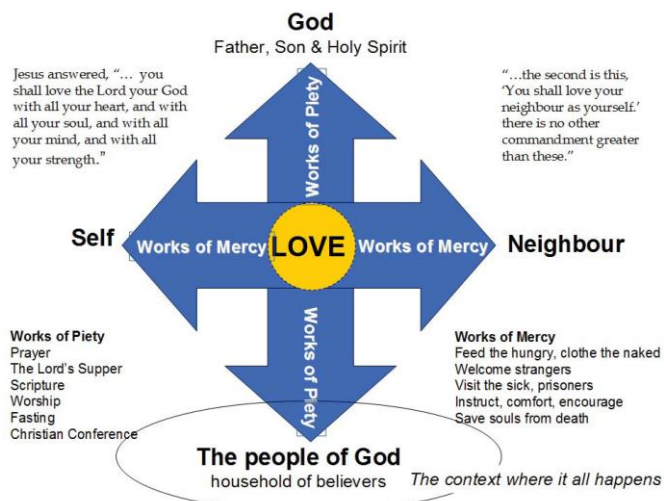 God
Father, Son & Holy Spirit
Jesus answered, “… you
shall love the Lord your God
with all your heart, and with
all your soul, and with all
your mind, and with all
your strength.”
“…the second is this,
‘You shall love your
neighbour as yourself.’
there is no other
commandment greater
than these.”
Works of Piety
Self
Works of Mercy
LOVE
Works of Mercy
Neighbour
Works of Piety
Works of Piety
Prayer
The Lord’s Supper
Scripture
Worship
Fasting
Christian Conference
Works of Mercy
Feed the hungry, clothe the naked
Welcome strangers
Visit the sick, prisoners
Instruct, comfort, encourage
Save souls from death
The people of God
household of believers
The context where it all happens